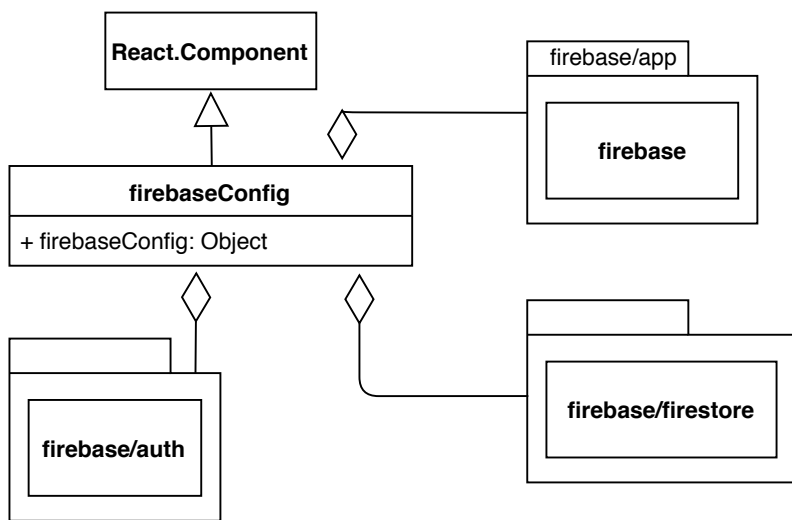 React.Component
firebase/app
firebase
firebaseConfig
+ firebaseConfig: Object
firebase/auth
firebase/firestore